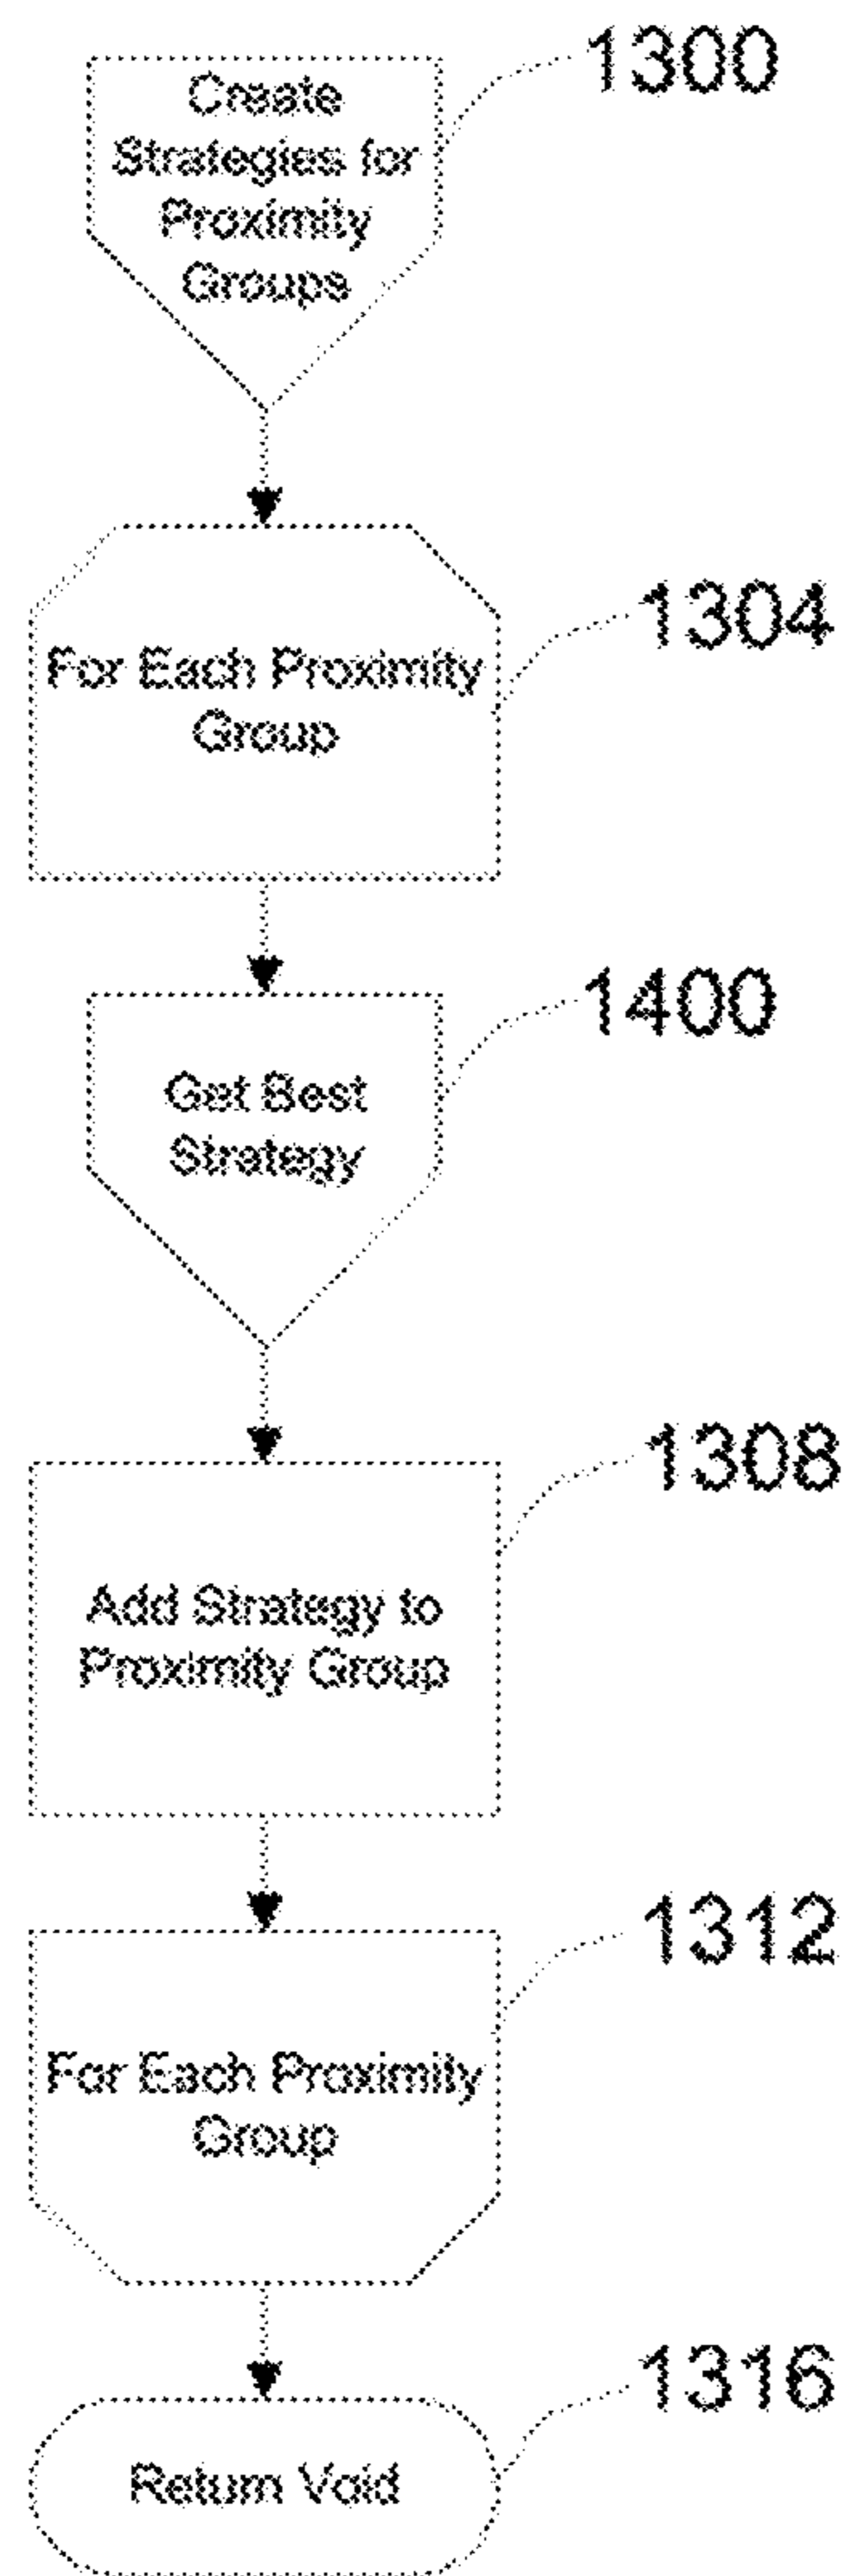 1300
Create
Strategies for
Proximity
Groups
1304
For Each Proximity
Group
1400
Get Best
Strategy
1308
Add Strategy to
Proximity Group
1312
For Each Proximity
Group
1316
Return Void